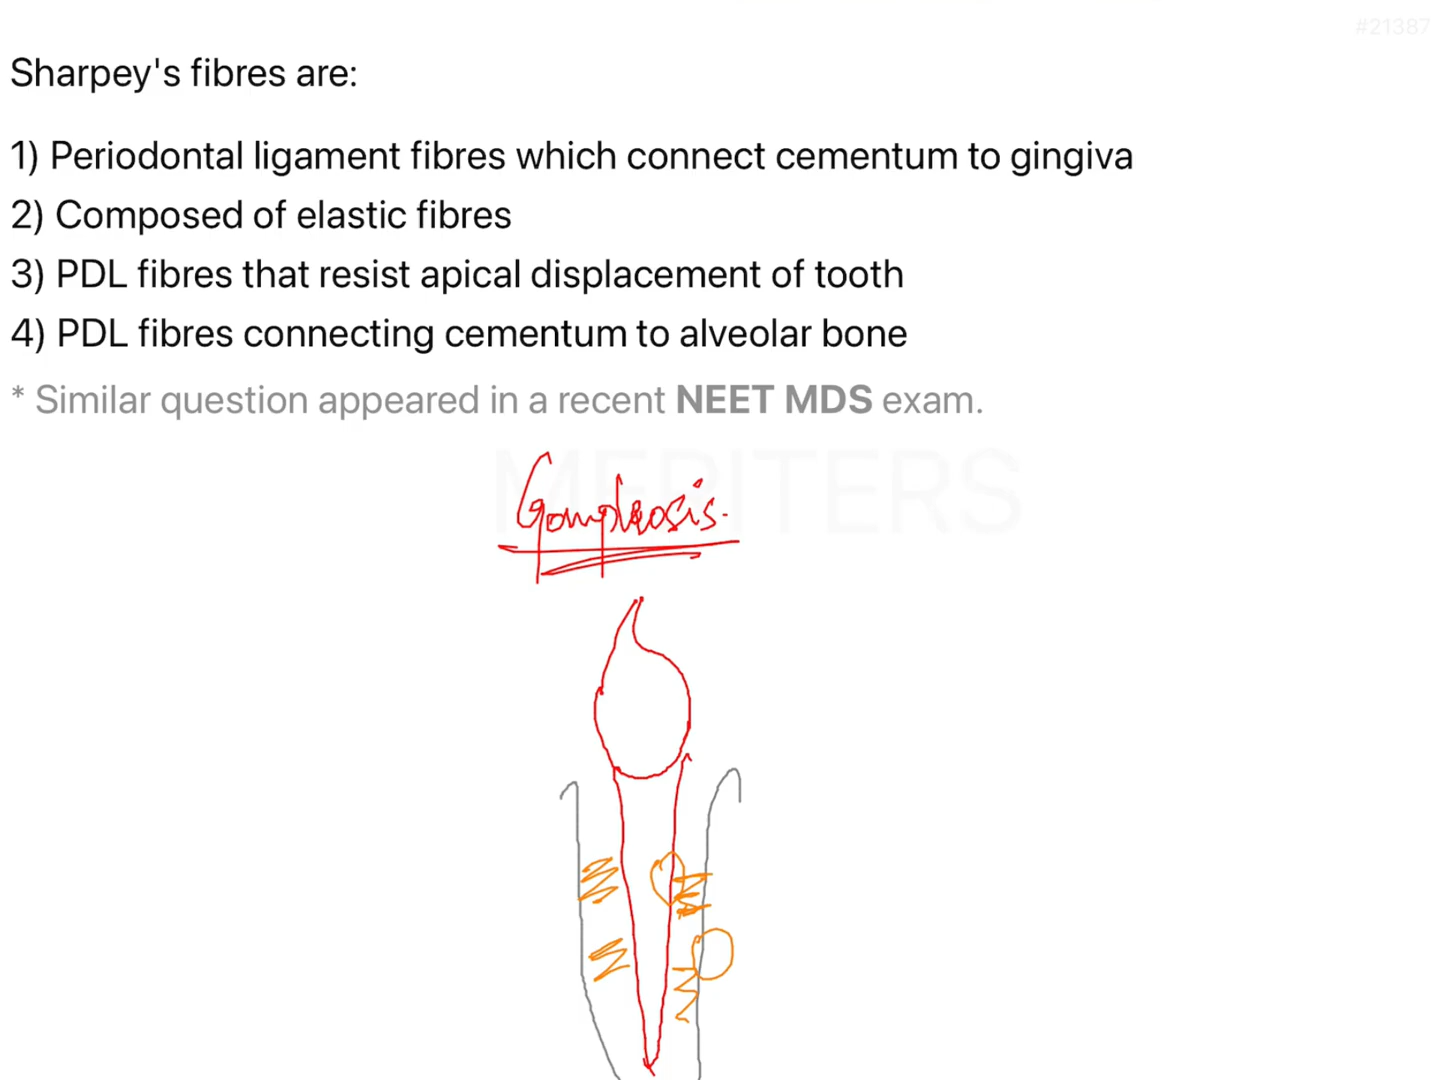 #21387
Sharpey's fibres are:
1) Periodontal ligament fibres which connect cementum to gingiva
2) Composed of elastic fibres
3) PDL fibres that resist apical displacement of tooth
4) PDL fibres connecting cementum to alveolar bone
* Similar question appeared in a recent NEET MDS exam.
MERITERS
Gomphosis.